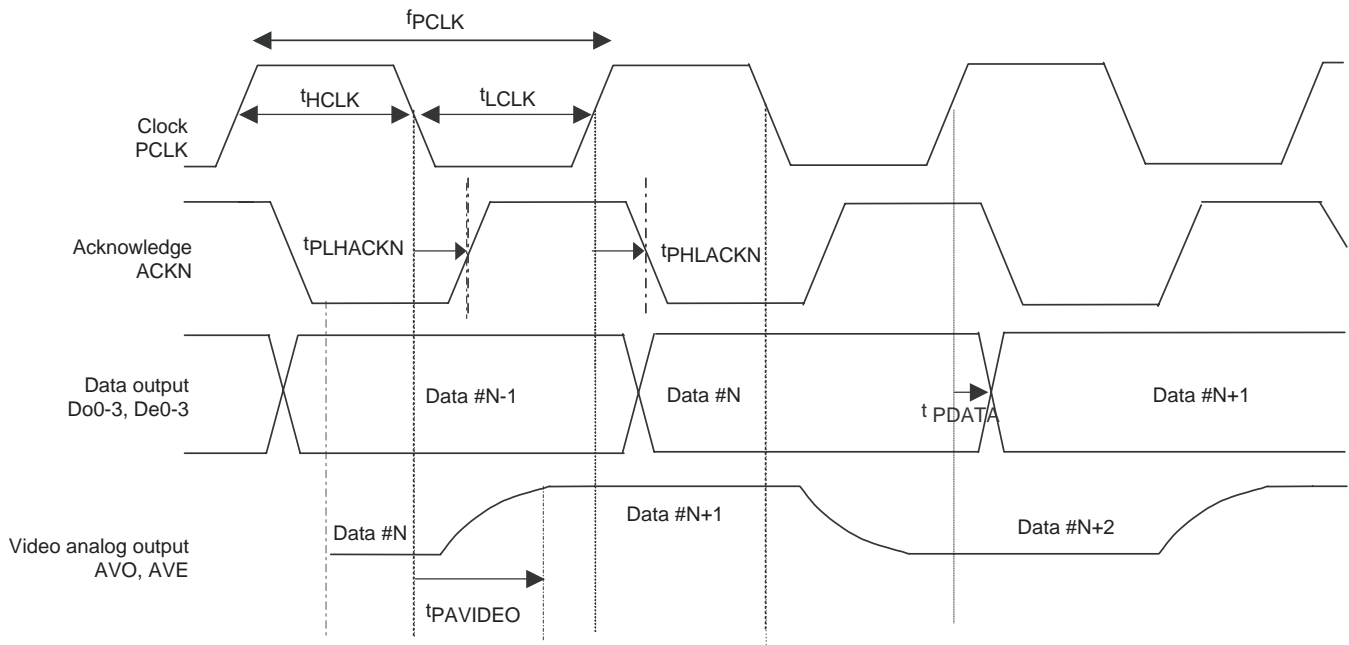 fPCLK
tHCLK
tLCLK
Clock
PCLK
Acknowledge
ACKN
tPLHACKN
tPHLACKN
Data output
Do0-3, De0-3
Data #N-1
Data #N
t PDATA
Data #N+1
Video analog output
AVO, AVE
Data #N
Data #N+1
Data #N+2
tPAVIDEO